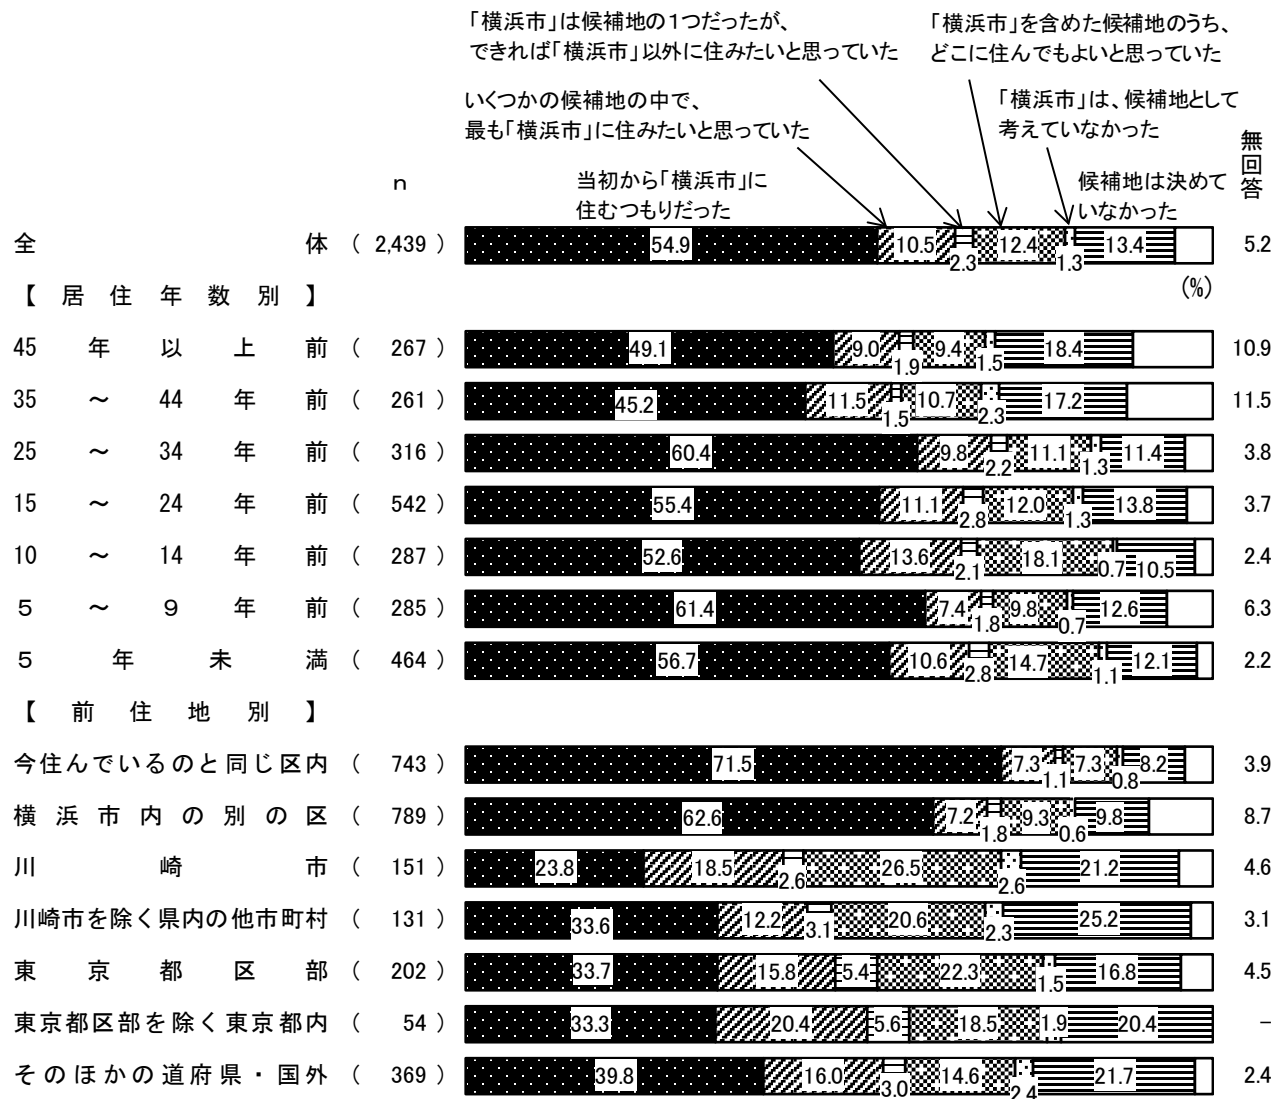 「横浜市」は候補地の1つだったが、
できれば「横浜市」以外に住みたいと思っていた
「横浜市」を含めた候補地のうち、
どこに住んでもよいと思っていた
いくつかの候補地の中で、
最も「横浜市」に住みたいと思っていた
「横浜市」は、候補地として
考えていなかった
無回答
n
当初から「横浜市」に
住むつもりだった
候補地は決めて
いなかった
全体 ( 2,439 ) 54.9 10.5 2.3 12.4 1.3 13.4 5.2
(%)
【居住年数別】
45年以上前 ( 267 ) 49.1 9.0 1.9 9.4 1.5 18.4 10.9
35～44年前 ( 261 ) 45.2 11.5 1.5 10.7 2.3 17.2 11.5
25～34年前 ( 316 ) 60.4 9.8 2.2 11.1 1.3 11.4 3.8
15～24年前 ( 542 ) 55.4 11.1 2.8 12.0 1.3 13.8 3.7
10～14年前 ( 287 ) 52.6 13.6 2.1 18.1 0.7 10.5 2.4
5～9年前 ( 285 ) 61.4 7.4 1.8 9.8 0.7 12.6 6.3
5年未満 ( 464 ) 56.7 10.6 2.8 14.7 1.1 12.1 2.2
【前住地別】
今住んでいるのと同じ区内 ( 743 ) 71.5 7.3 1.1 7.3 0.8 8.2 3.9
横浜市内の別の区 ( 789 ) 62.6 7.2 1.8 9.3 0.6 9.8 8.7
川崎市 ( 151 ) 23.8 18.5 2.6 26.5 2.6 21.2 4.6
川崎市を除く県内の他市町村 ( 131 ) 33.6 12.2 3.1 20.6 2.3 25.2 3.1
東京都区部 ( 202 ) 33.7 15.8 5.4 22.3 1.5 16.8 4.5
東京都区部を除く東京都内 ( 54 ) 33.3 20.4 5.6 18.5 1.9 20.4 －
そのほかの道府県・国外 ( 369 ) 39.8 16.0 3.0 14.6 2.4 21.7 2.4